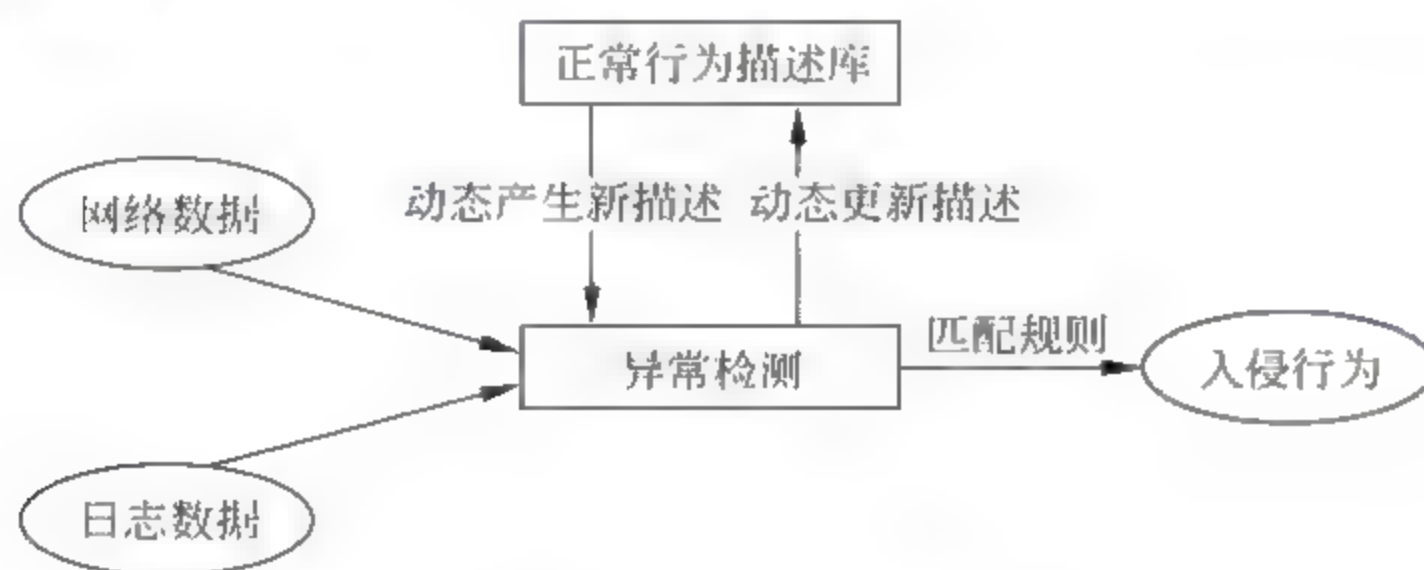 正常行为描述库
网络数据
动态产生新描述 动态更新描述
匹配规则
异常检测
入侵行为
日志数据